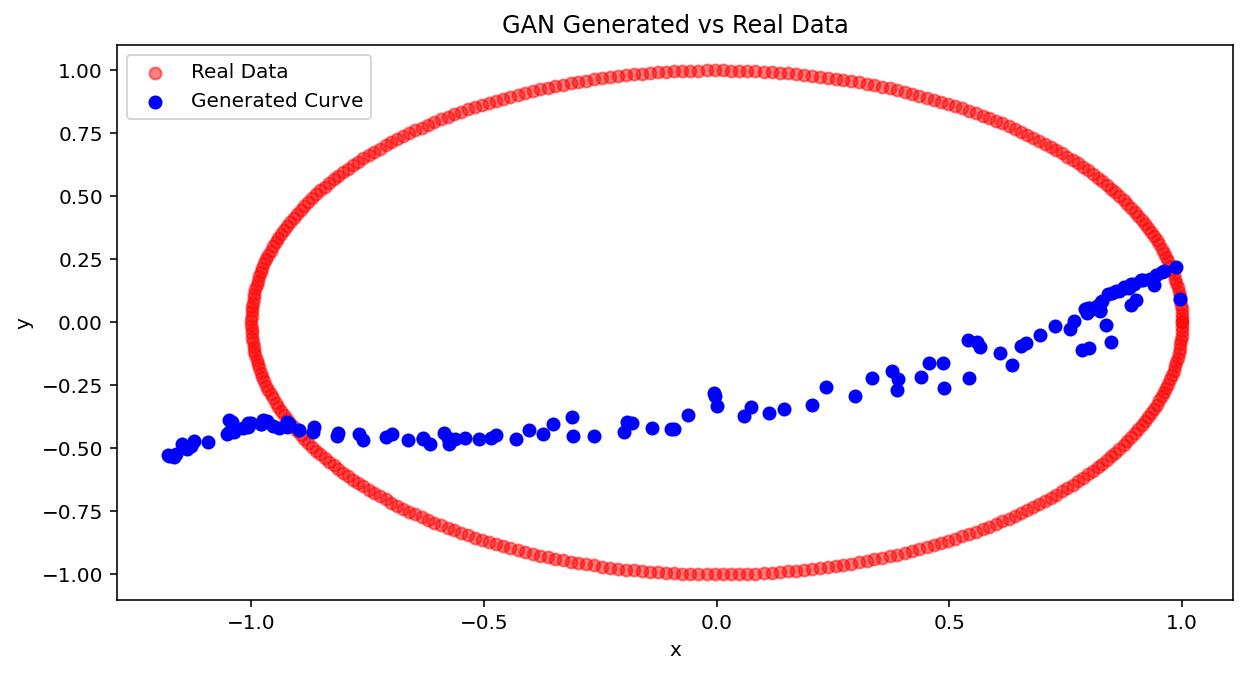 GAN Generated vs Real Data
Real Data
Generated Curve
1.00
0.75
0.50
0.25
0.00
−0.25
−0.50
−0.75
−1.00
y
−1.0 −0.5 0.0 0.5 1.0
x